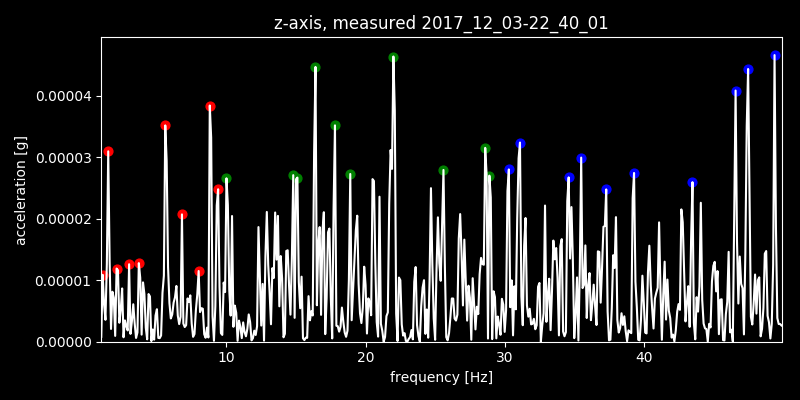 z-axis, measured 2017_12_03-22_40_01
0.00004
0.00003
0.00002
0.00001
0.00000
acceleration [g]
10 20 30 40
frequency [Hz]